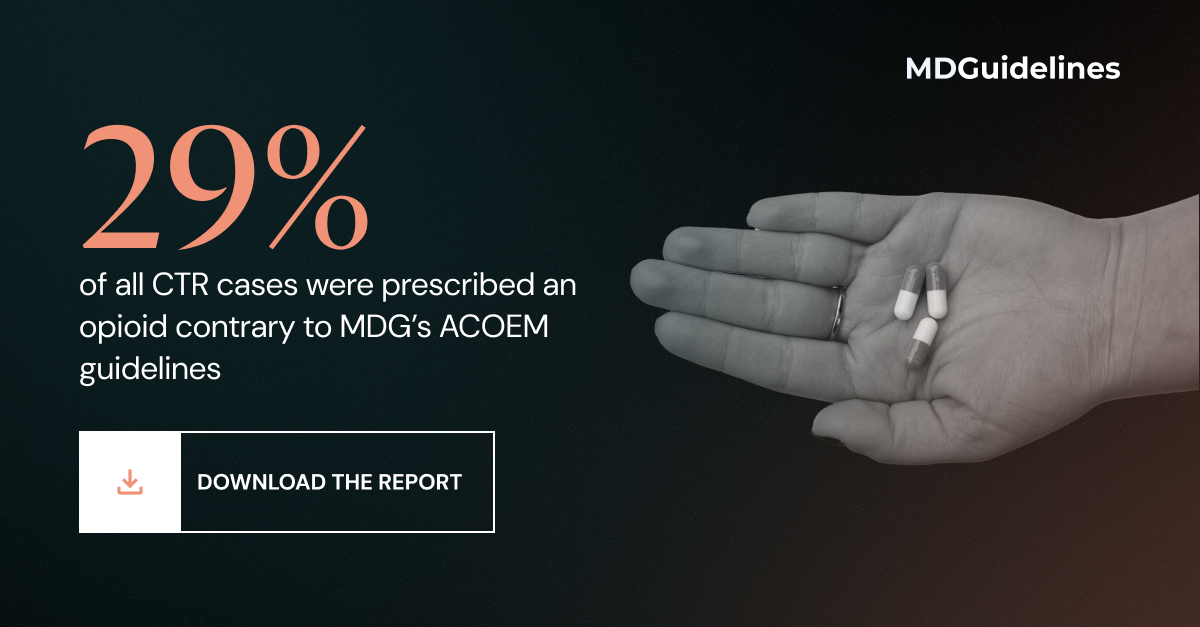 MDGuidelines
29%
of all CTR cases were prescribed an
opioid contrary to MDG’s ACOEM
guidelines
DOWNLOAD THE REPORT